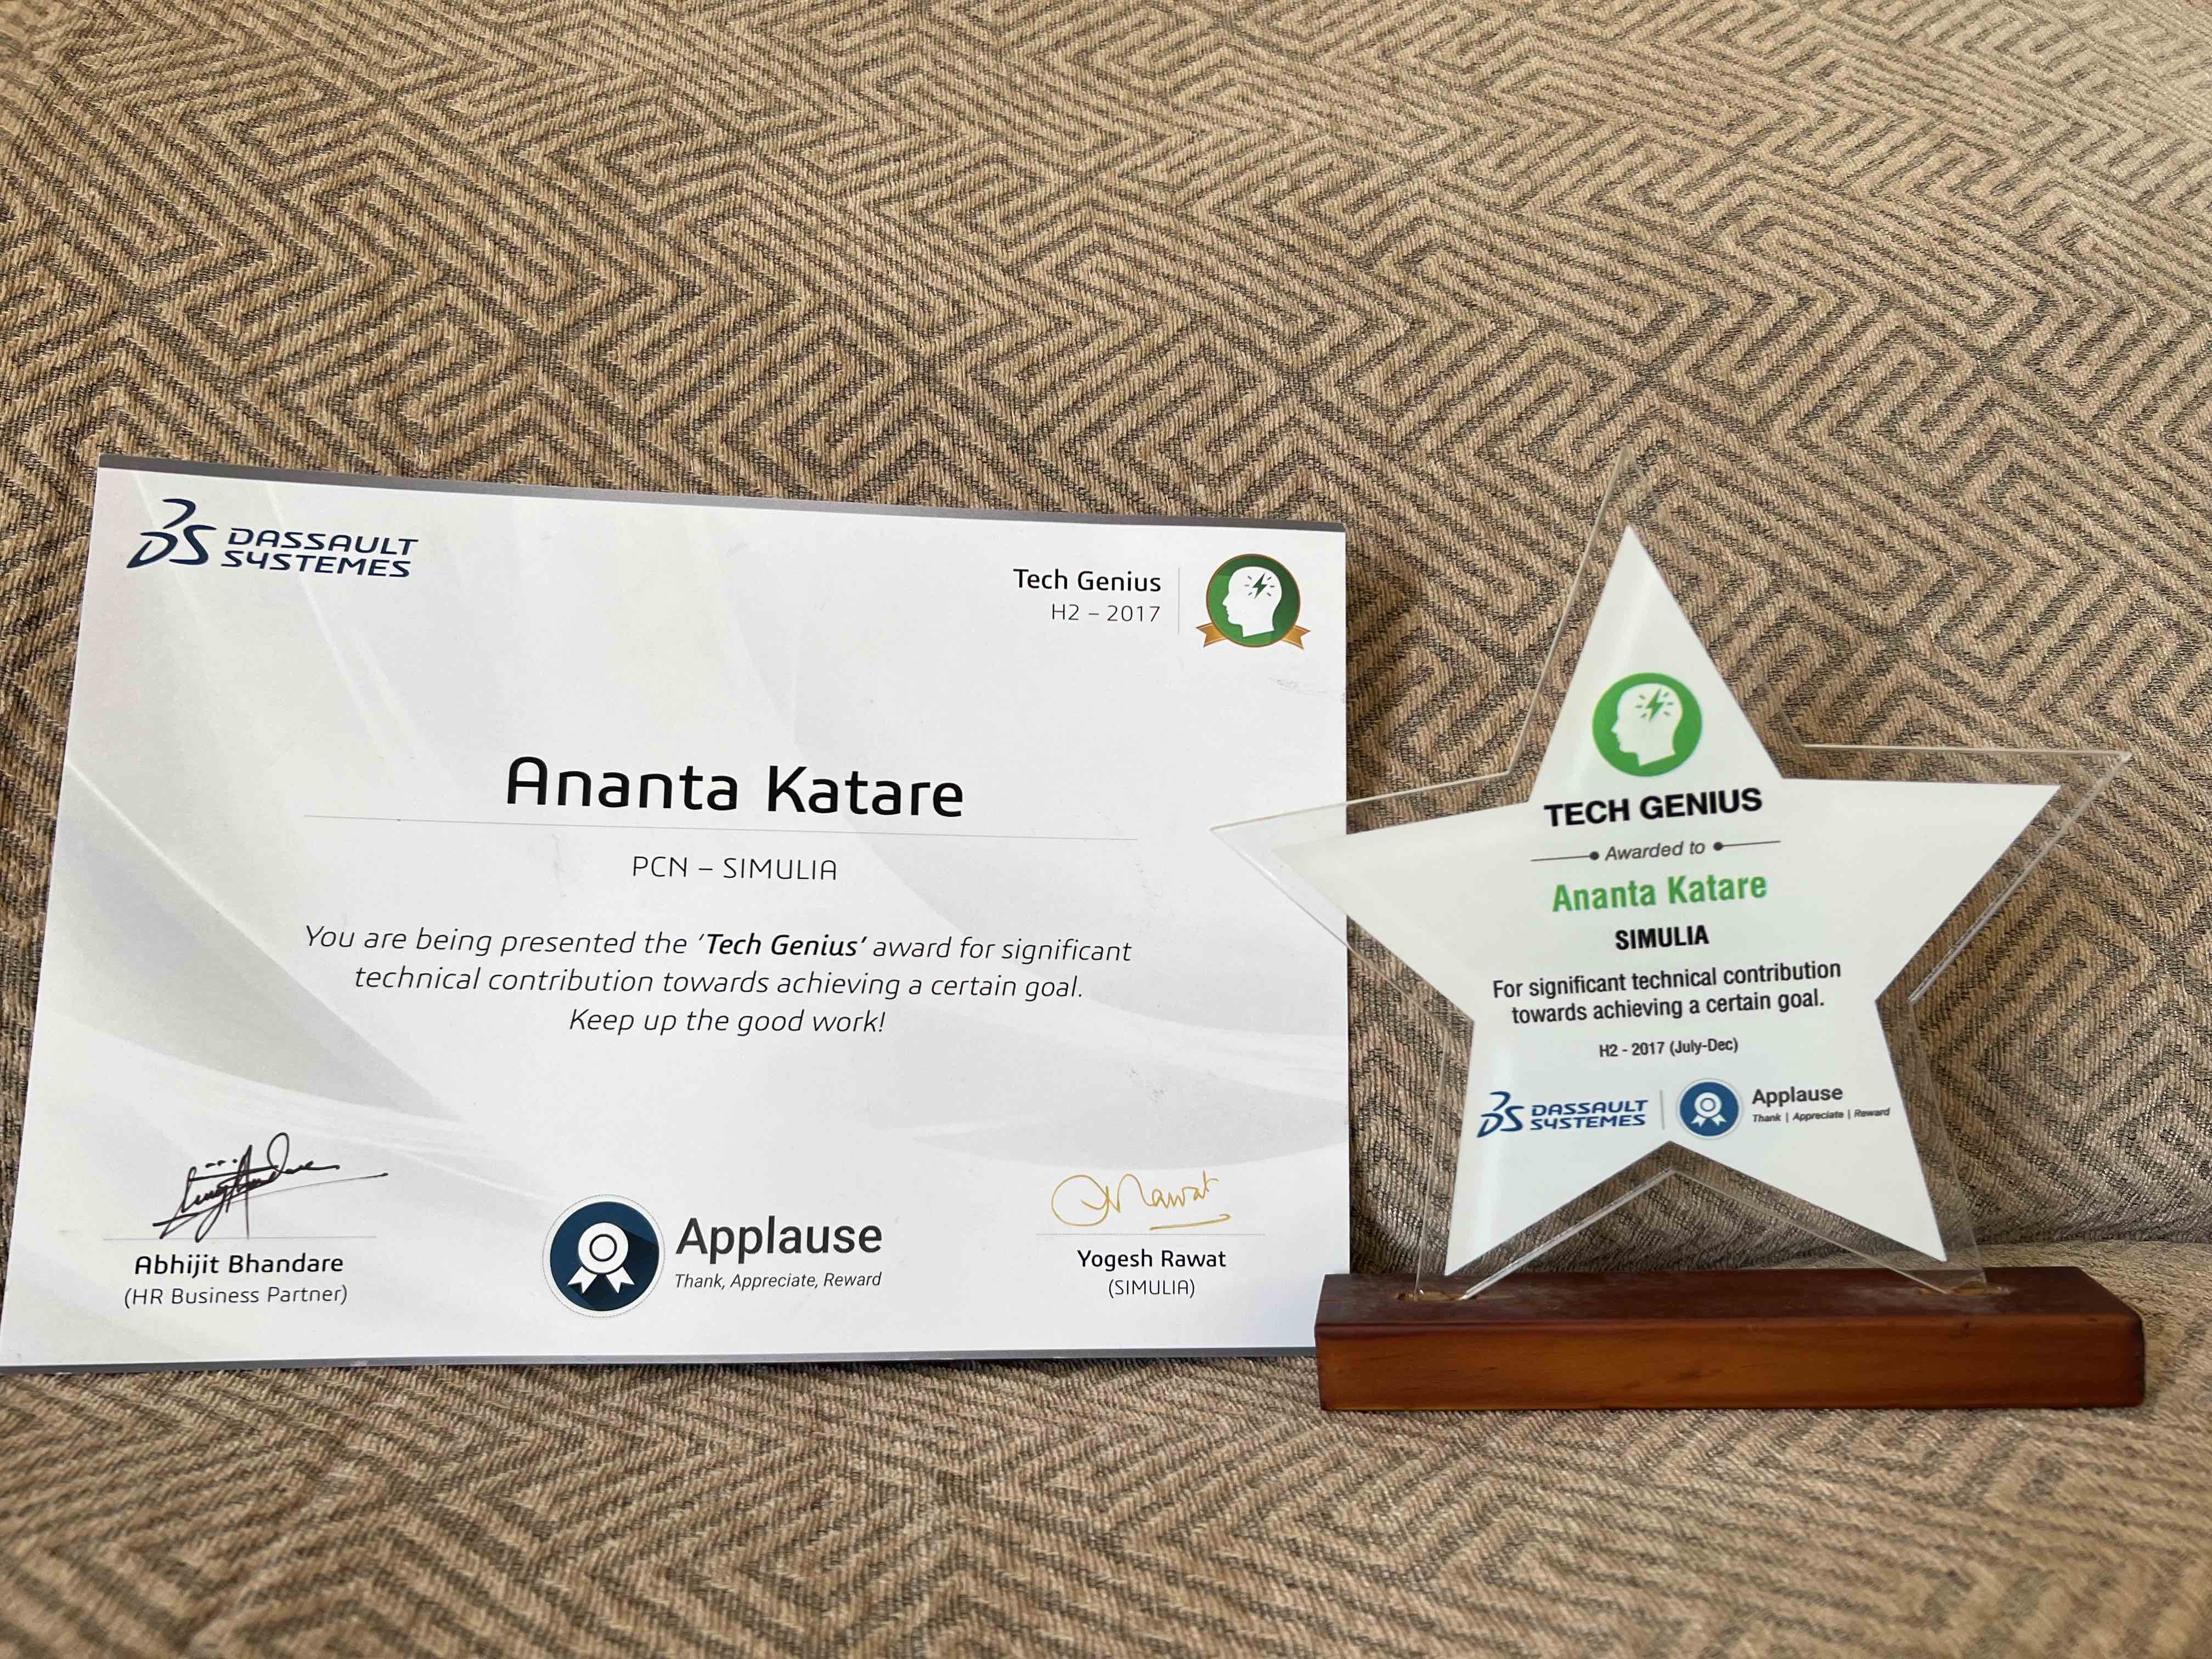 DASSAULT
SYSTEMES
Tech Genius
H2 – 2017
Ananta Katare
PCN – SIMULIA
You are being presented the 'Tech Genius' award for significant
technical contribution towards achieving a certain goal.
Keep up the good work!
Abhijit Bhandare
(HR Business Partner)
Applause
Thank, Appreciate, Reward
Rawat
Yogesh Rawat
(SIMULIA)
TECH GENIUS
Awarded to
Ananta Katare
SIMULIA
For significant technical contribution
towards achieving a certain goal.
H2 - 2017 (July-Dec)
DASSAULT
SYSTEMES
Applause
Thank | Appreciate | Reward